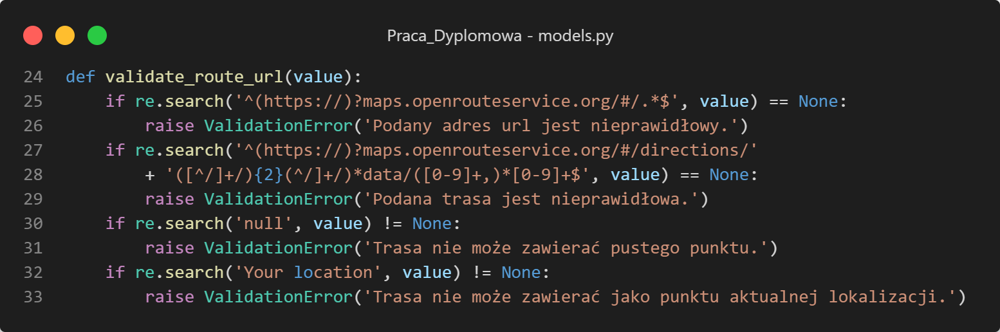 Praca_Dyplomowa - models.py
24 def validate_route_url(value):
25     if re.search('^(https://)?maps.openrouteservice.org/#/.*$', value) == None:
26         raise ValidationError('Podany adres url jest nieprawidłowy.')
27     if re.search('^(https://)?maps.openrouteservice.org/#/directions/'
28         + '([^/]+/){2}(^/]+/)*data/([0-9]+,)*[0-9]+$', value) == None:
29         raise ValidationError('Podana trasa jest nieprawidłowa.')
30     if re.search('null', value) != None:
31         raise ValidationError('Trasa nie może zawierać pustego punktu.')
32     if re.search('Your location', value) != None:
33         raise ValidationError('Trasa nie może zawierać jako punktu aktualnej lokalizacji.')